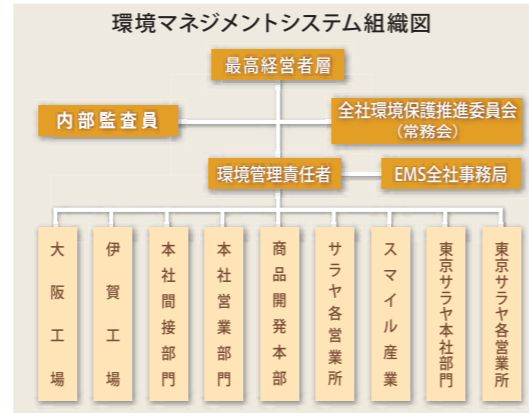 環境マネジメントシステム組織図
最高経営者層
内部監査員
全社環境保護推進委員会
（常務会）
環境管理責任者
EMS全社事務局
大阪工場
伊賀工場
本社間接部門
本社営業部門
商品開発本部
サラヤ各営業所
スマイル産業
東京サラヤ本社部門
東京サラヤ各営業所